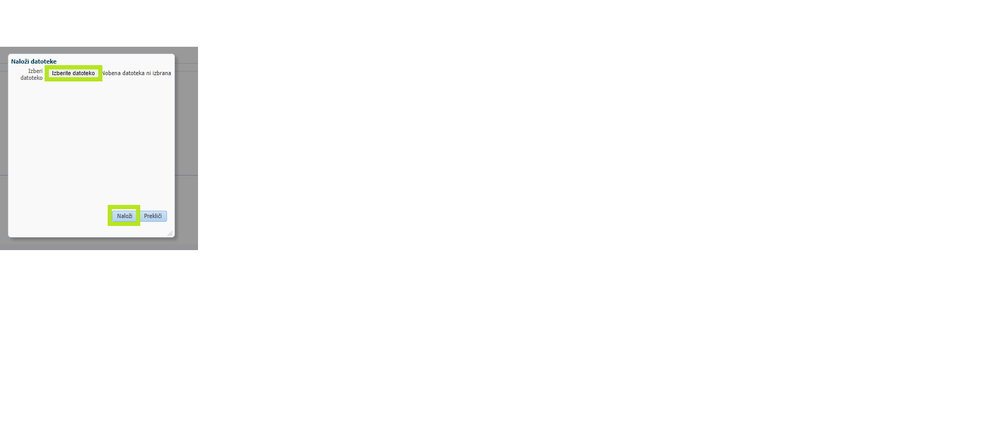 Naloži datoteke
Izberi
datoteko
Izberite datoteko Nobena datoteka ni izbrana
Naloži Prekliči